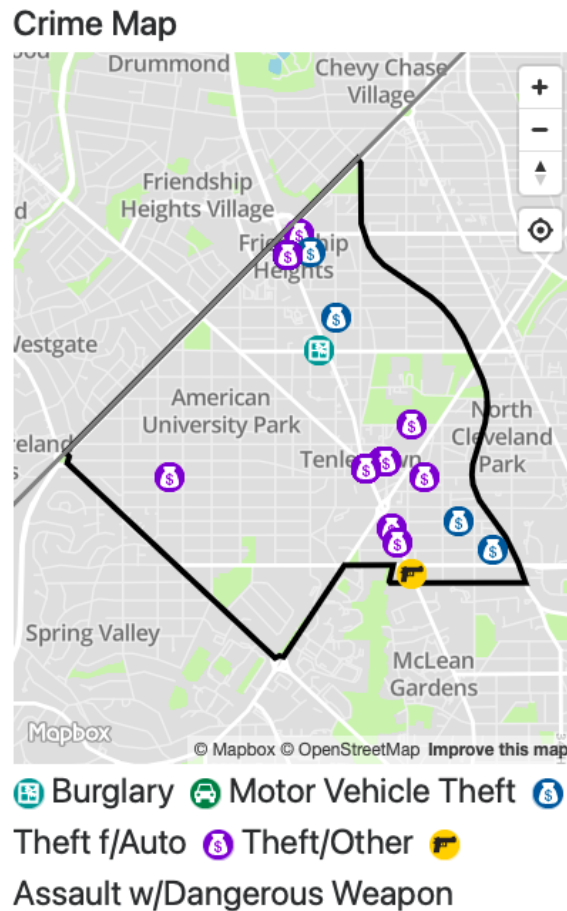 Crime Map
Drummond
Chevy Chase
Village
Friendship
Heights Village
d
Friendship
Heights
Westgate
American
University Park
North
Cleveland
Park
reland
s
Tenleytown
Spring Valley
McLean
Gardens
Mapbox
© Mapbox © OpenStreetMap Improve this map
Burglary Motor Vehicle Theft
Theft f/Auto Theft/Other
Assault w/Dangerous Weapon